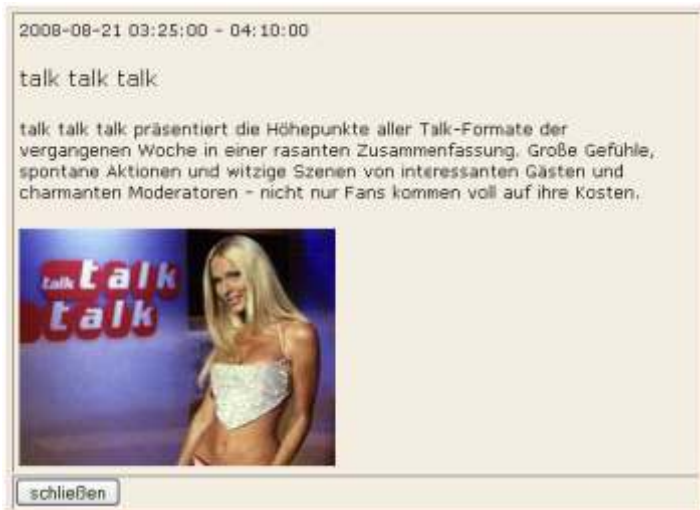 2008-08-21 03:25:00 - 04:10:00
talk talk talk
talk talk talk präsentiert die Höhepunkte aller Talk-Formate der
vergangenen Woche in einer rasanten Zusammenfassung. Große Gefühle,
spontane Aktionen und witzige Szenen von interessanten Gästen und
charmanten Moderatoren - nicht nur Fans kommen voll auf ihre Kosten.
talk talk
talk
schließen